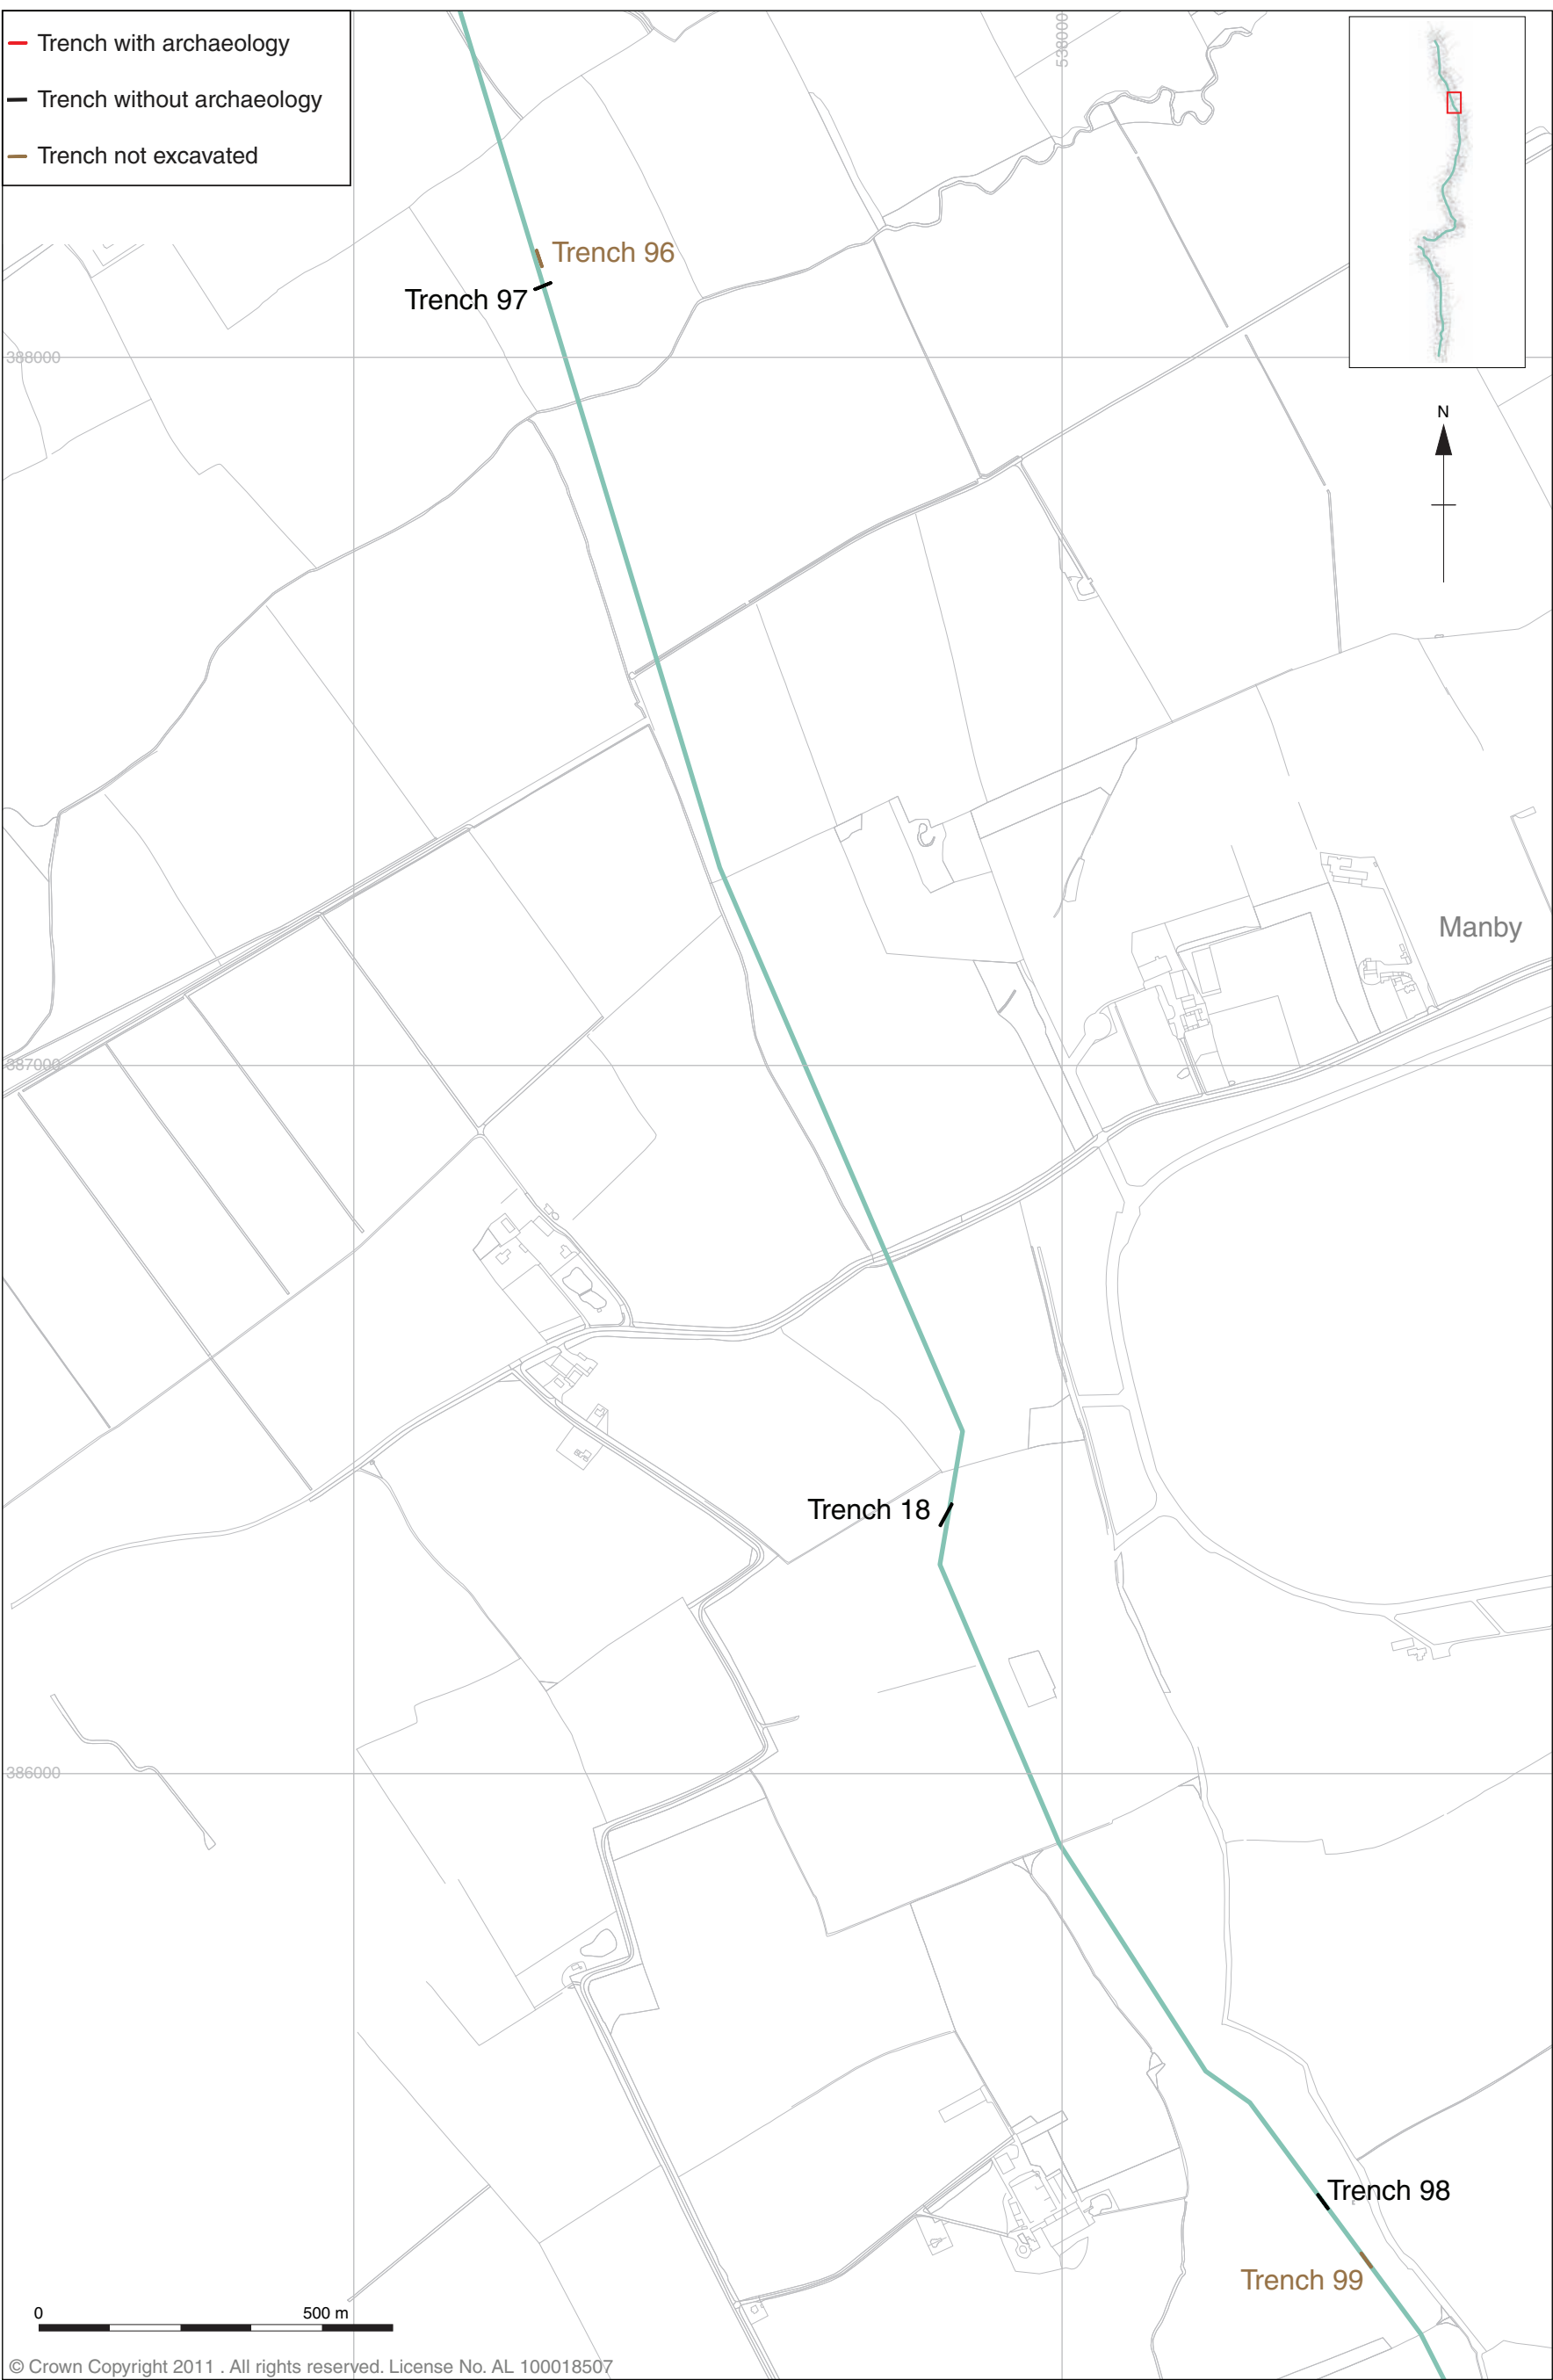 Trench with archaeology
Trench without archaeology
Trench not excavated
538000
Trench 96
Trench 97
388000
N
Manby
387000
Trench 18
386000
Trench 98
Trench 99
0 500 m
© Crown Copyright 2011 . All rights reserved. License No. AL 100018507